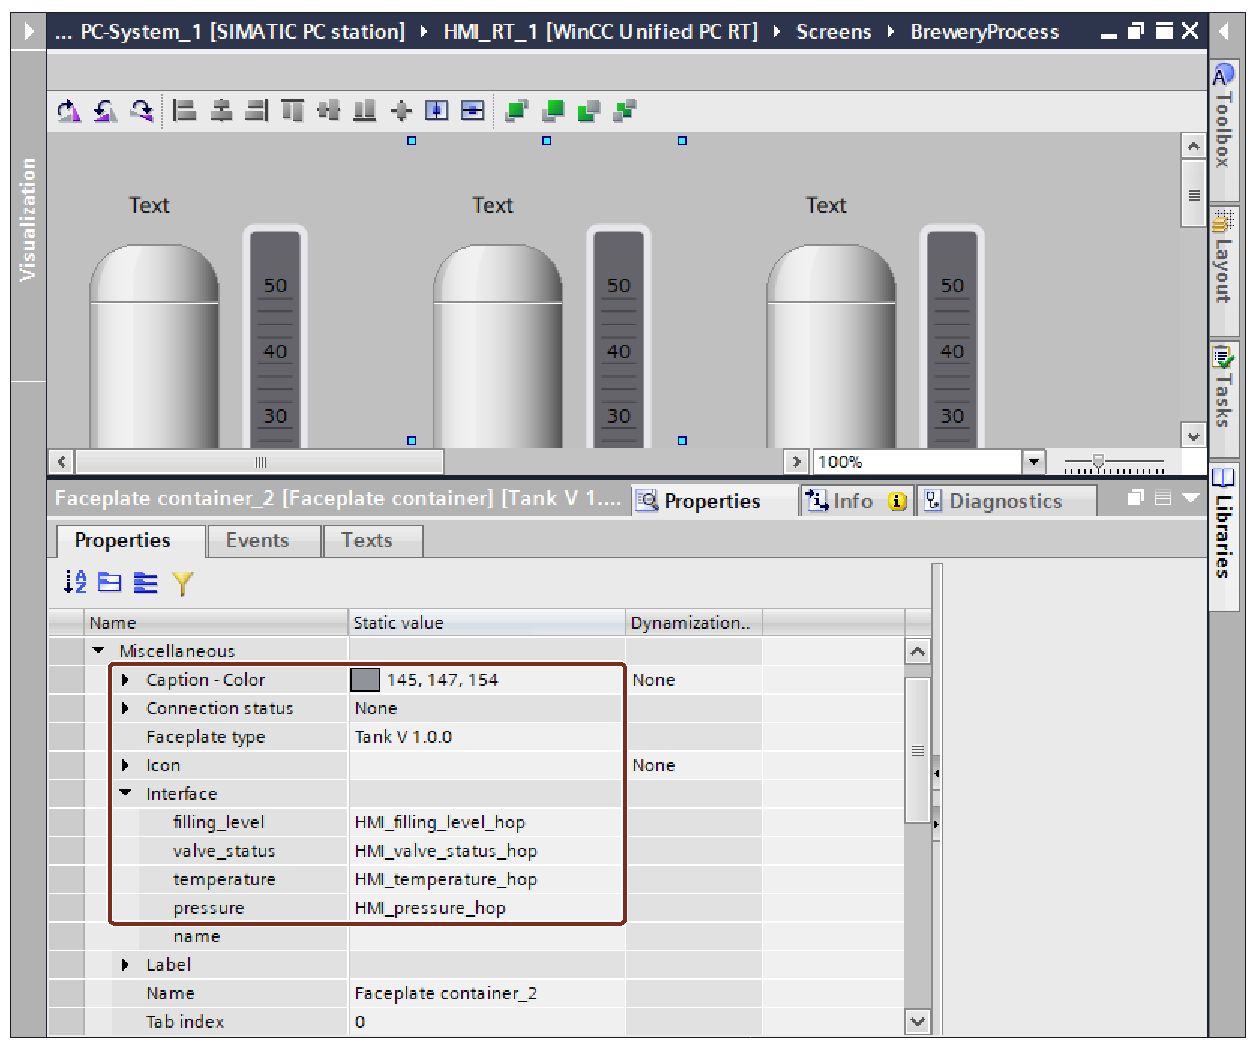 ... PC-System_1 [SIMATIC PC station] HMI_RT_1 [WinCC Unified PC RT] Screens BreweryProcess
Visualization
Text Text Text
50 50 50
40 40 40
30 30 30
100%
Toolbox
Layout
Tasks
Libraries
Faceplate container_2 [Faceplate container] [Tank V 1.... Properties Info Diagnostics
Properties Events Texts
Name Static value Dynamization..
Miscellaneous
Caption - Color 145, 147, 154 None
Connection status None
Faceplate type Tank V 1.0.0
Icon None
Interface
filling_level HMI_filling_level_hop
valve_status HMI_valve_status_hop
temperature HMI_temperature_hop
pressure HMI_pressure_hop
name
Label
Name Faceplate container_2
Tab index 0